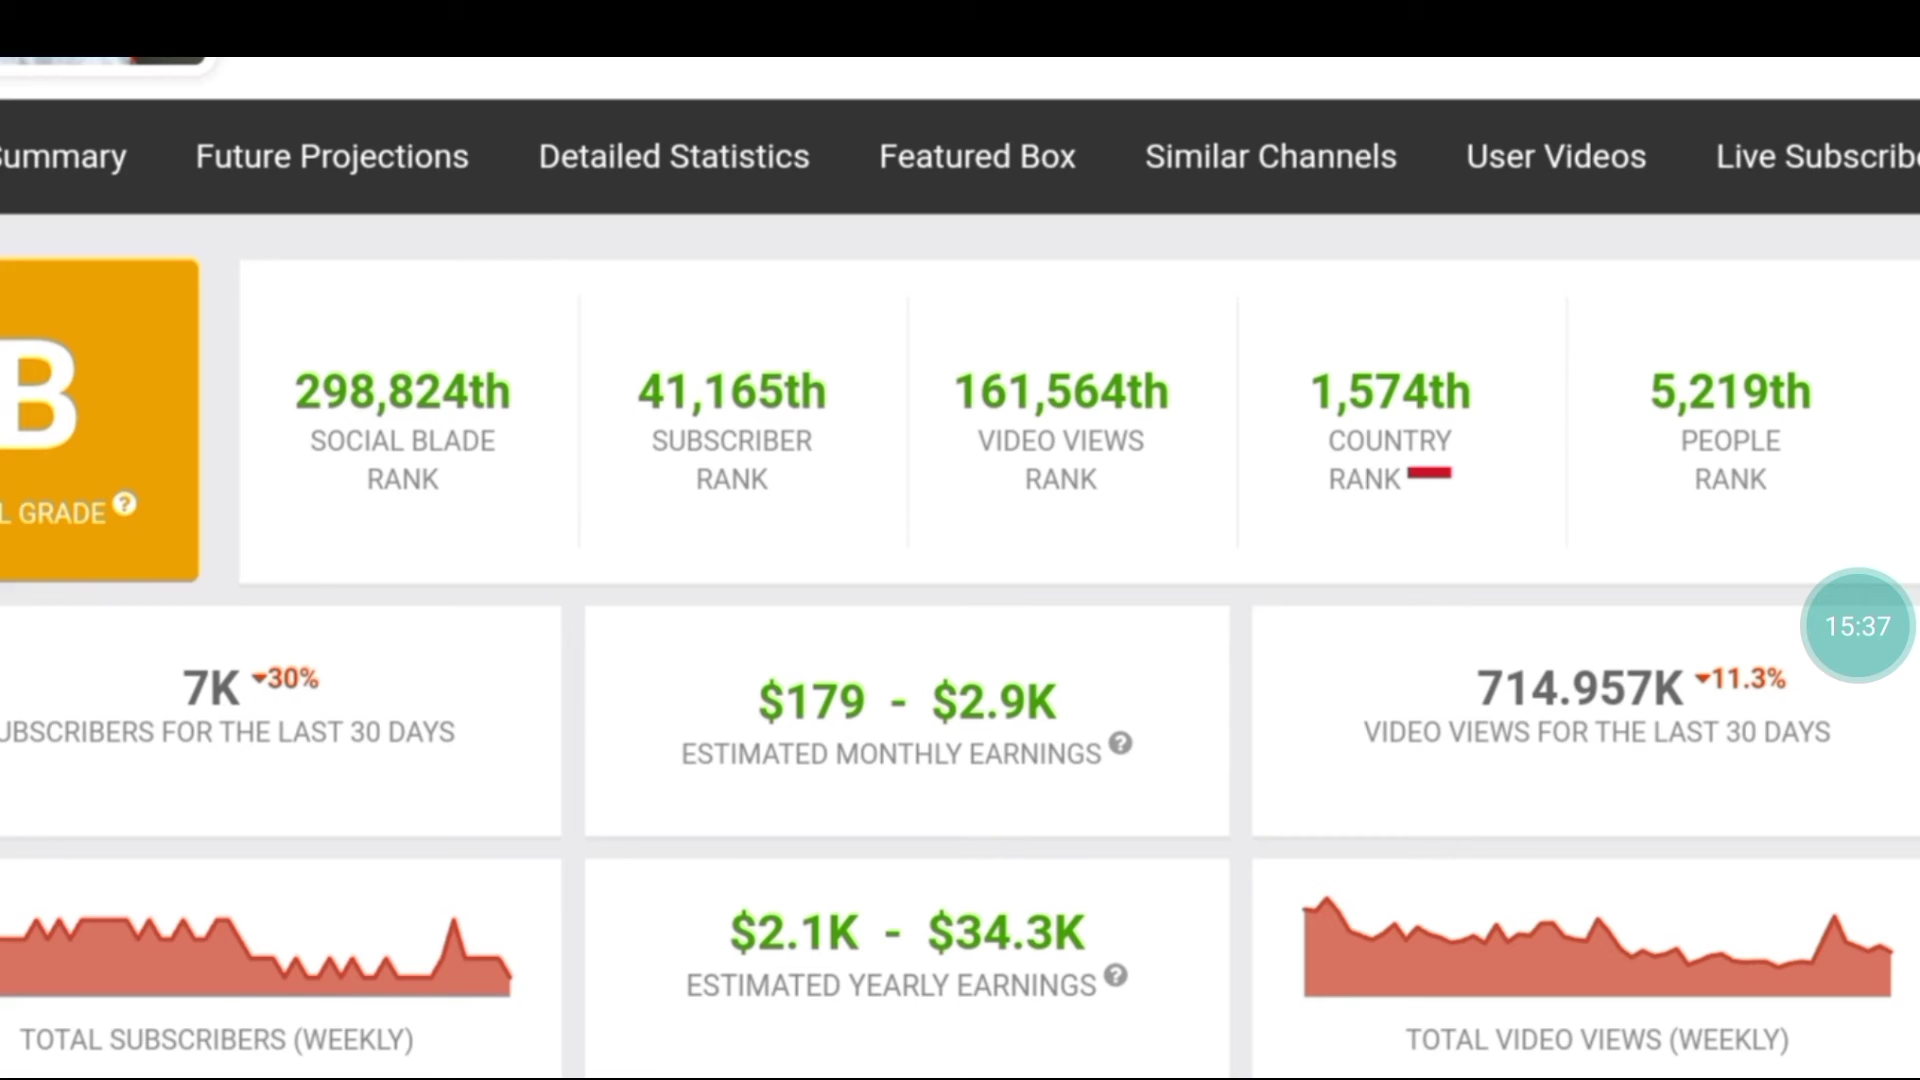 ummary Future Projections Detailed Statistics Featured Box Similar Channels User Videos Live Subscribe
B
L GRADE ?
298,824th
SOCIAL BLADE
RANK
41,165th
SUBSCRIBER
RANK
161,564th
VIDEO VIEWS
RANK
1,574th
COUNTRY
RANK
5,219th
PEOPLE
RANK
15:37
7K 30%
UBSCRIBERS FOR THE LAST 30 DAYS
$179 - $2.9K
ESTIMATED MONTHLY EARNINGS ?
714.957K 11.3%
VIDEO VIEWS FOR THE LAST 30 DAYS
TOTAL SUBSCRIBERS (WEEKLY)
$2.1K - $34.3K
ESTIMATED YEARLY EARNINGS ?
TOTAL VIDEO VIEWS (WEEKLY)